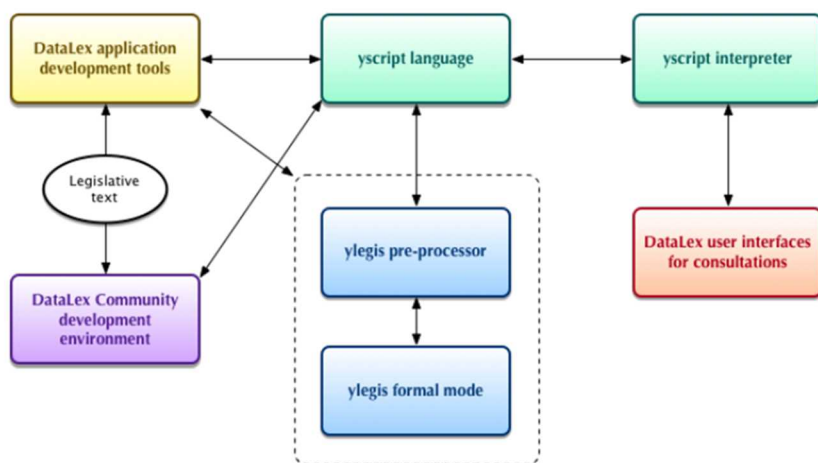 DataLex application
development tools
yscript language
yscript interpreter
Legislative
text
ylegis pre-processor
DataLex user interfaces
for consultations
DataLex Community
development
environment
ylegis formal mode